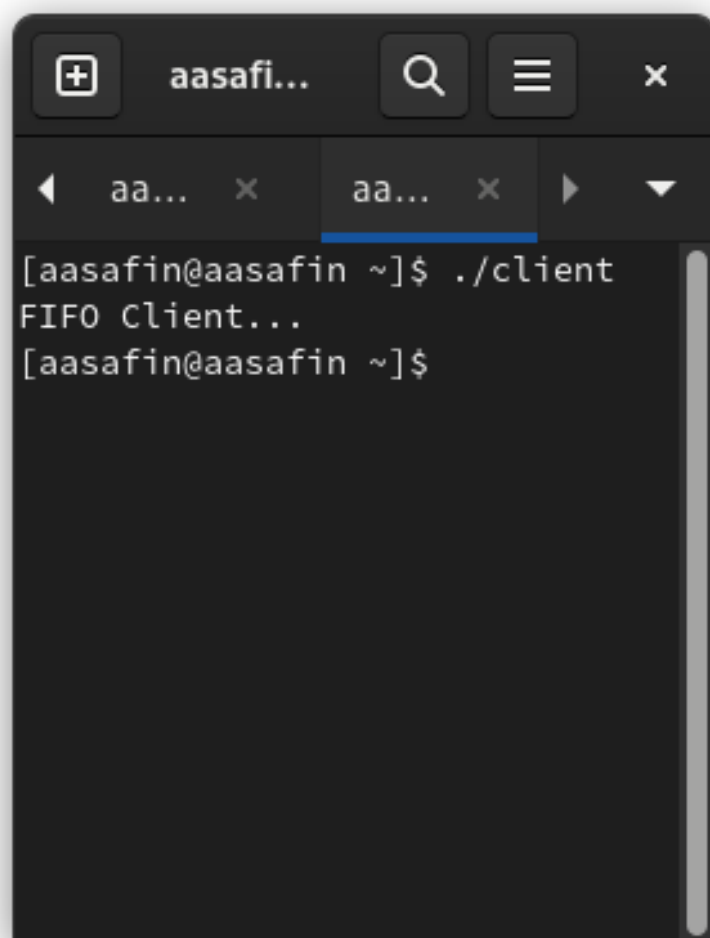 aasafi...
aa... aa...
[aasafin@aasafin ~]$ ./client
FIFO Client...
[aasafin@aasafin ~]$